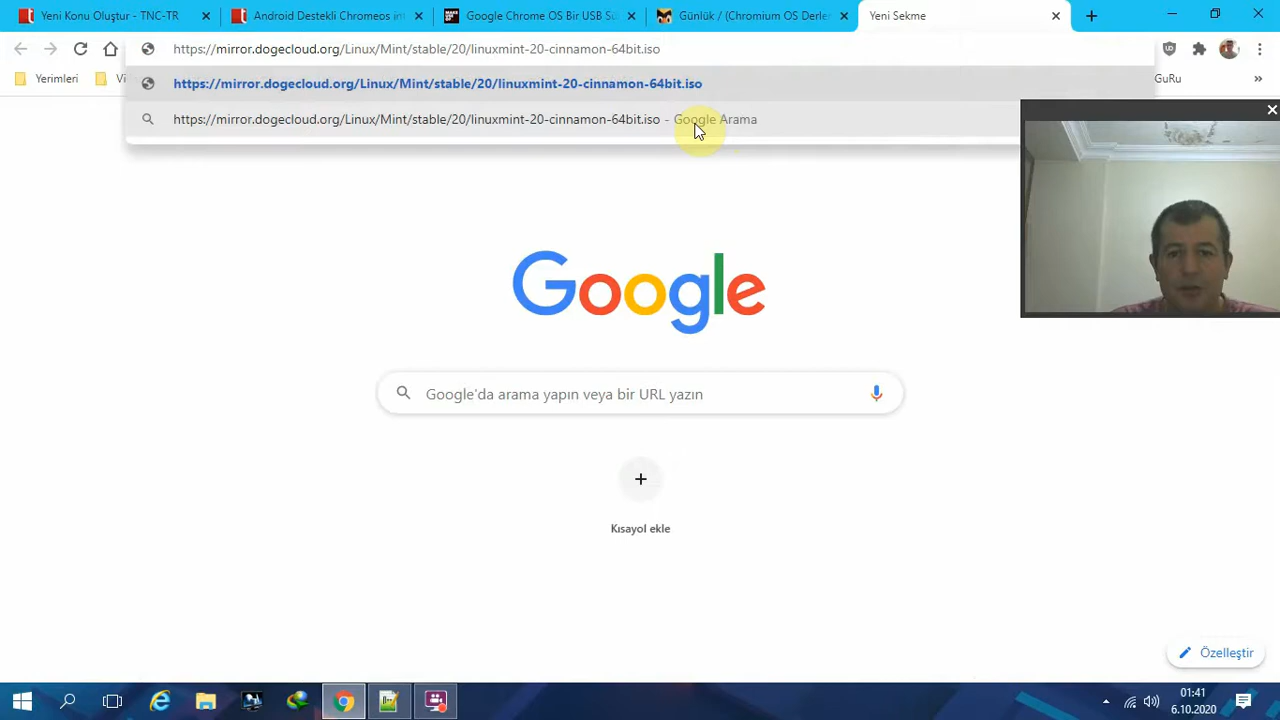 Yeni Konu Oluştur - TNC-TR
Android Destekli Chromeos int
Google Chrome OS Bir USB Sü
Günlük / (Chromium OS Derle
Yeni Sekme
https://mirror.dogecloud.org/Linux/Mint/stable/20/linuxmint-20-cinnamon-64bit.iso
Yerimleri
GuRu
https://mirror.dogecloud.org/Linux/Mint/stable/20/linuxmint-20-cinnamon-64bit.iso
https://mirror.dogecloud.org/Linux/Mint/stable/20/linuxmint-20-cinnamon-64bit.iso - Google Arama
Google
Google'da arama yapın veya bir URL yazın
Kısayol ekle
Özelleştir
01:41
6.10.2020